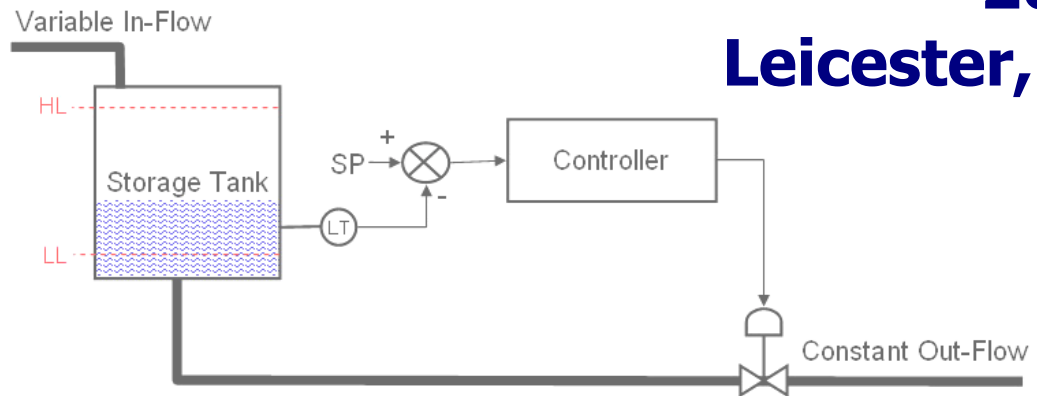 Variable In-Flow
Leicester,
HL
SP
+
-
Controller
Storage Tank
LT
LL
Constant Out-Flow